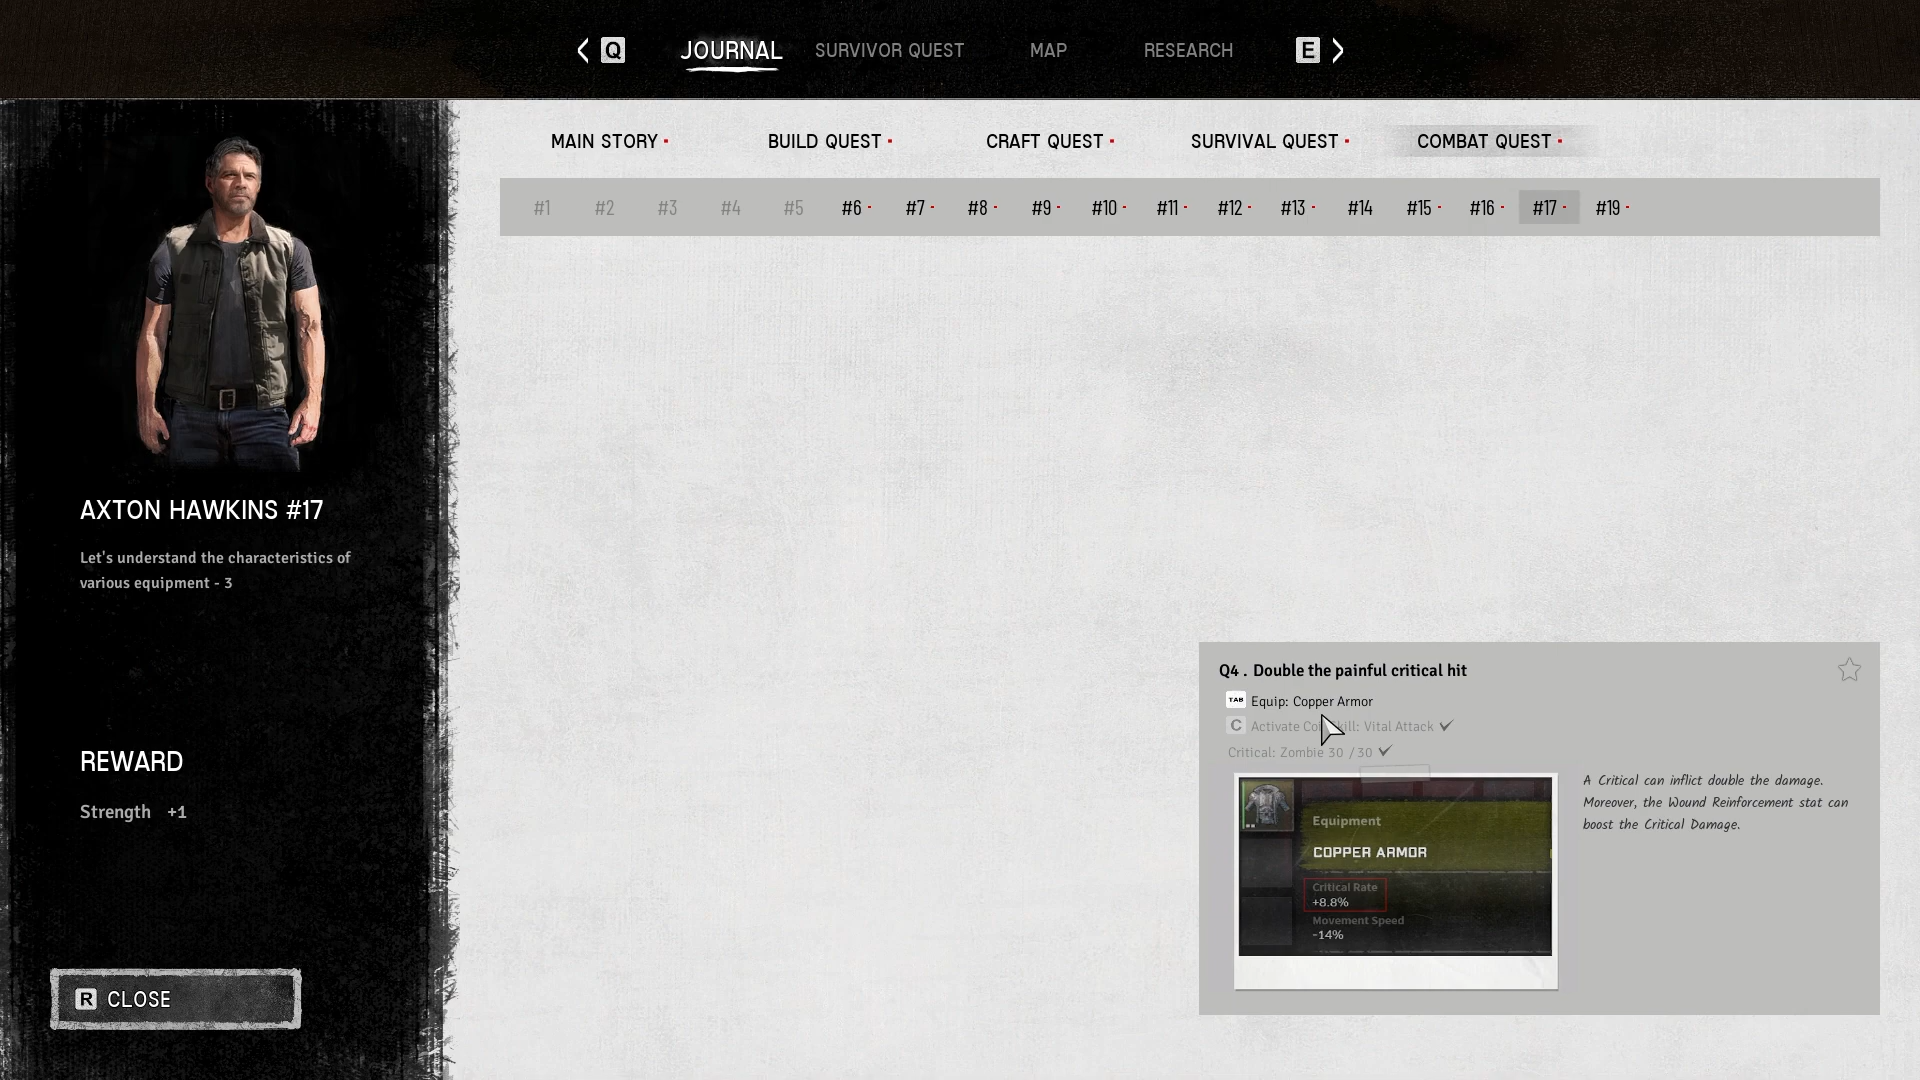 Q JOURNAL SURVIVOR QUEST MAP RESEARCH E
MAIN STORY BUILD QUEST CRAFT QUEST SURVIVAL QUEST COMBAT QUEST
#1 #2 #3 #4 #5 #6 #7 #8 #9 #10 #11 #12 #13 #14 #15 #16 #17 #19
AXTON HAWKINS #17
Let's understand the characteristics of
various equipment - 3
REWARD
Strength +1
R CLOSE
Q4 . Double the painful critical hit
TAB Equip: Copper Armor
C Activate Co kill: Vital Attack
Critical: Zombie 30 / 30
Equipment
COPPER ARMOR
Critical Rate
+8.8%
Movement Speed
-14%
A Critical can inflict double the damage.
Moreover, the Wound Reinforcement stat can
boost the Critical Damage.